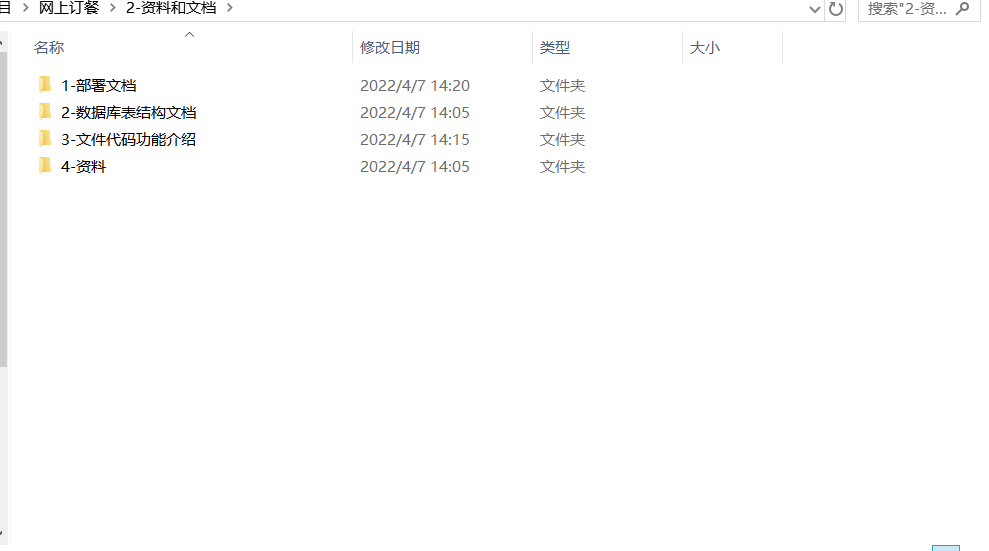 目 > 网上订餐 > 2-资料和文档 >
搜索"2-资...
名称 修改日期 类型 大小
1-部署文档 2022/4/7 14:20 文件夹
2-数据库表结构文档 2022/4/7 14:05 文件夹
3-文件代码功能介绍 2022/4/7 14:15 文件夹
4-资料 2022/4/7 14:05 文件夹